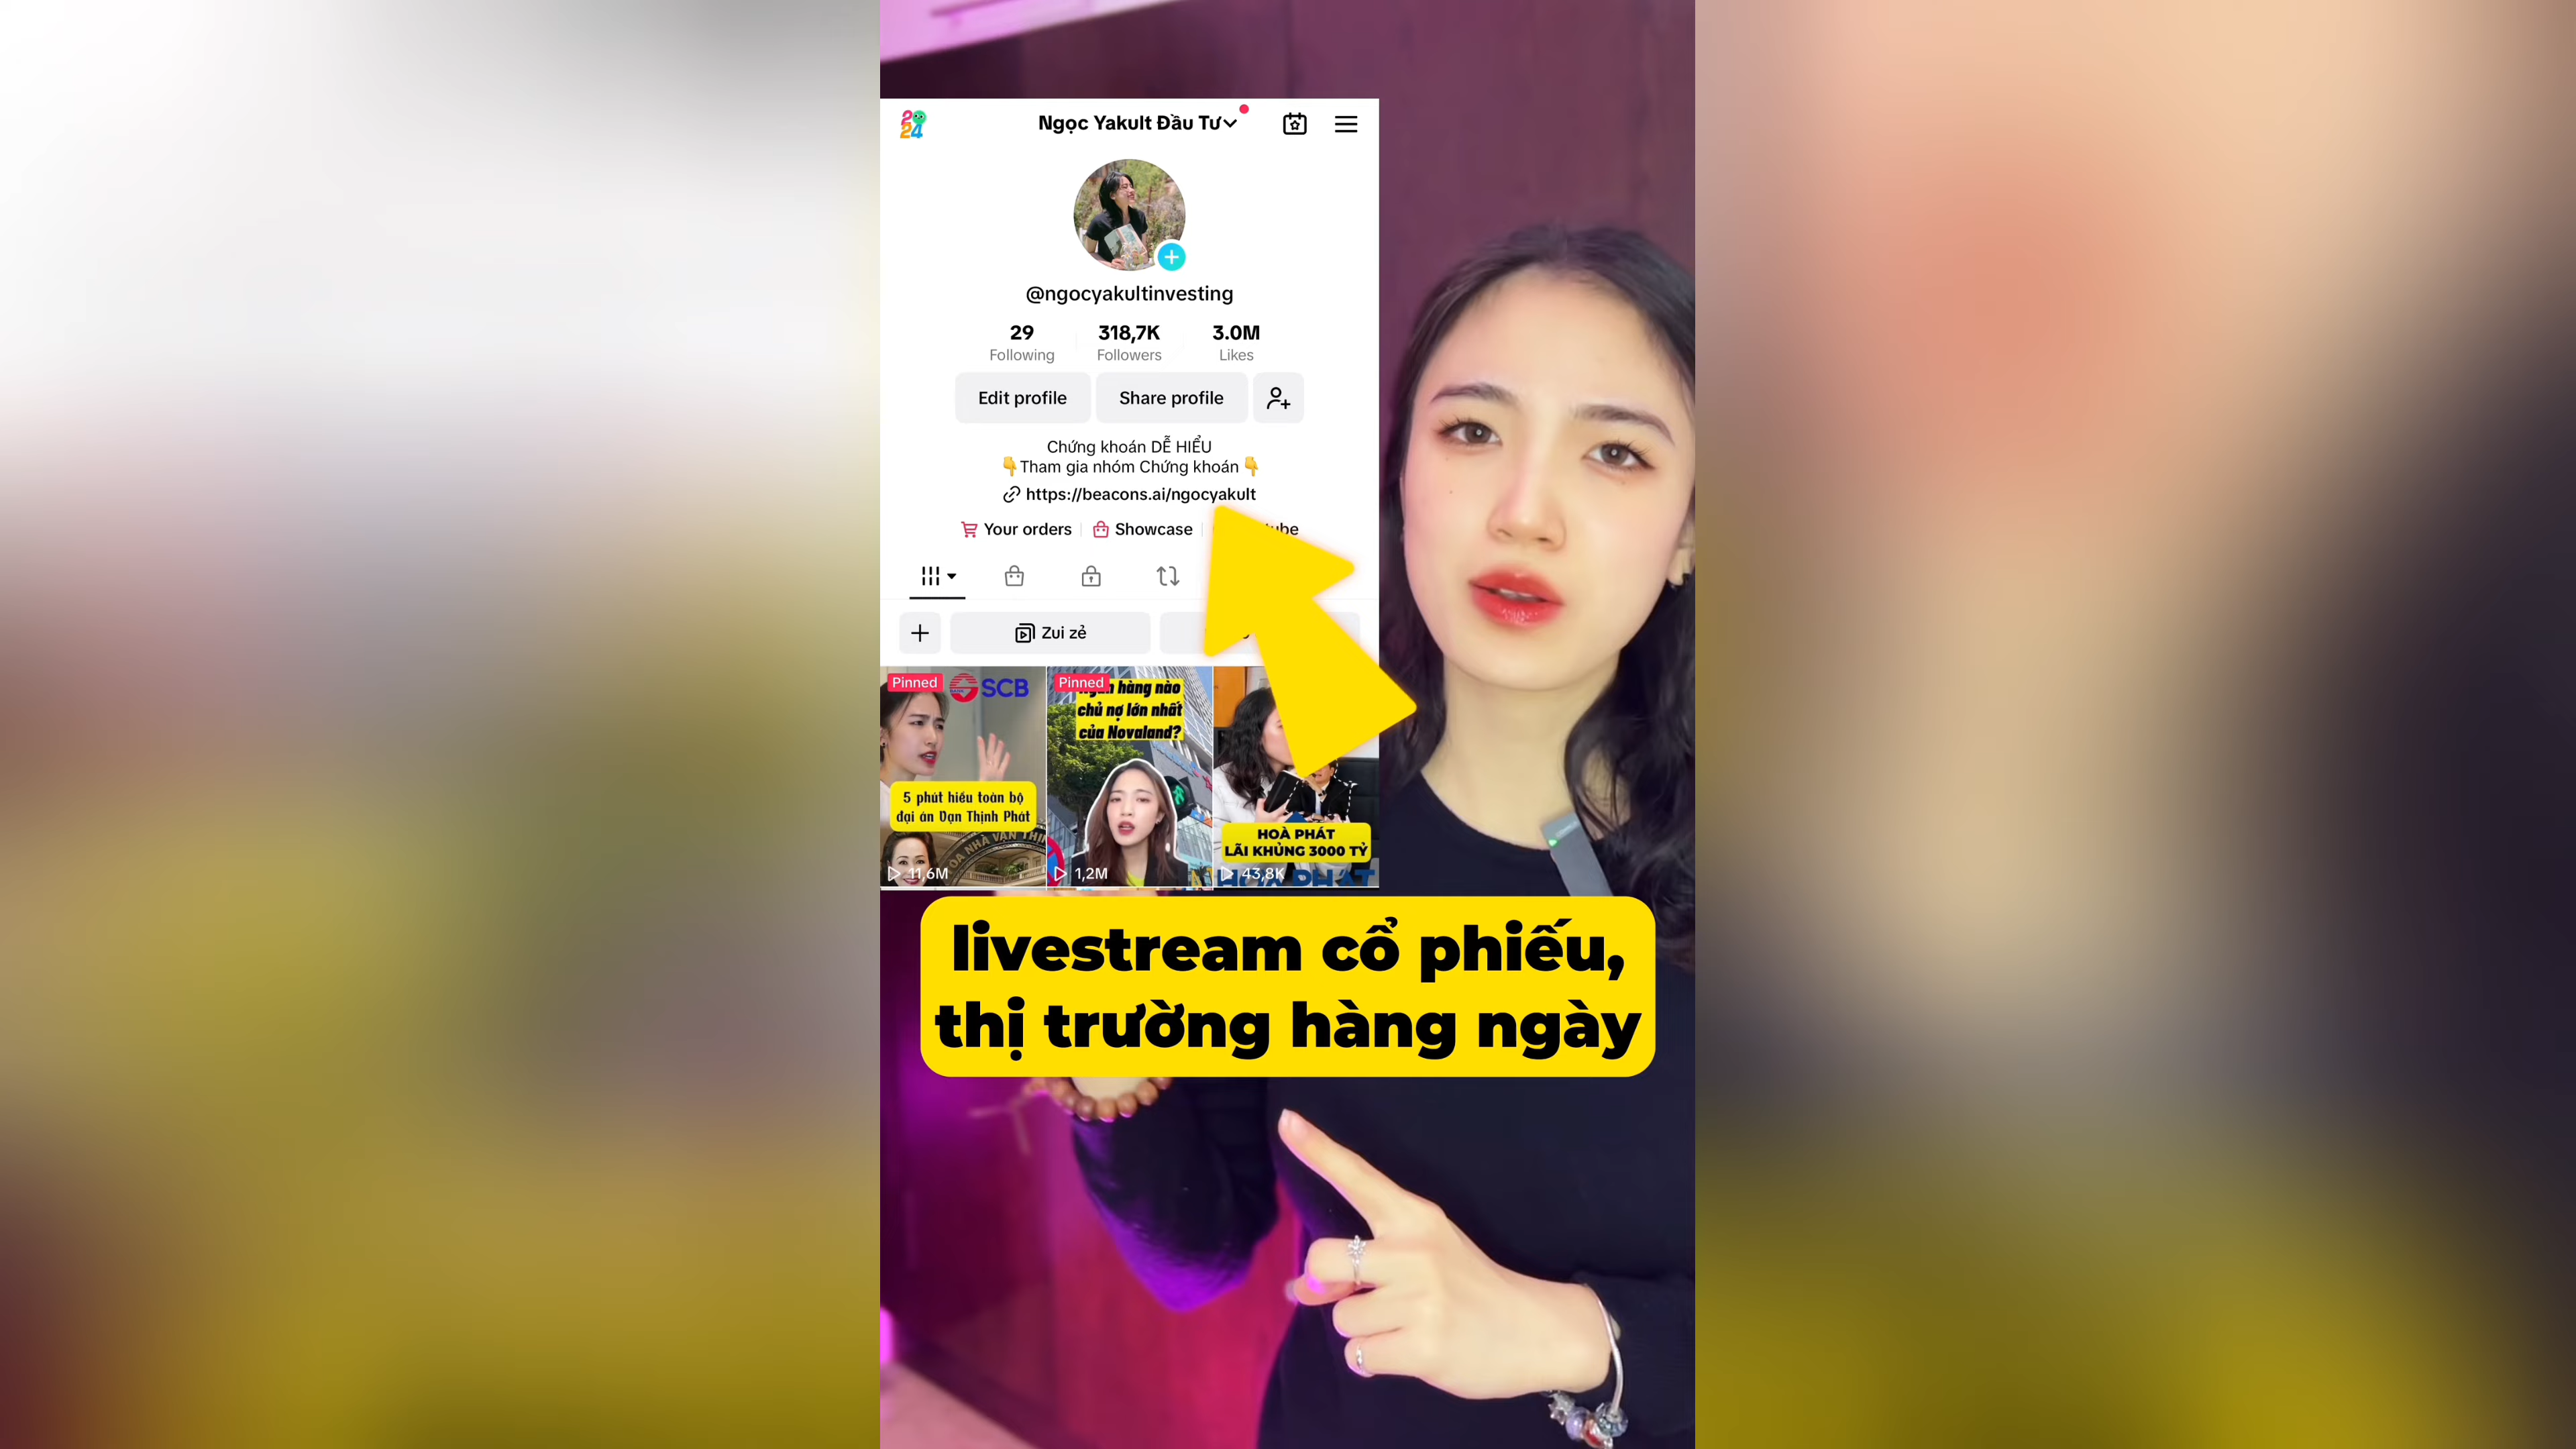 Ngọc Yakult Đầu Tư
@ngocyakultinvesting
29 318,7K 3.0M
Following Followers Likes
Edit profile Share profile
Chứng khoán DỄ HIỂU
👇Tham gia nhóm Chứng khoán👇
https://beacons.ai/ngocyakult
Your orders Showcase
Zui zẻ
Pinned
SCB
5 phút hiểu toàn bộ
đại án Vạn Thịnh Phát
11,6M
Pinned
hàng nào
chủ nợ lớn nhất
của Novaland?
1,2M
HOÀ PHÁT
LÃI KHỦNG 3000 TỶ
HOA PHAT
43,8K
livestream cổ phiếu,
thị trường hàng ngày